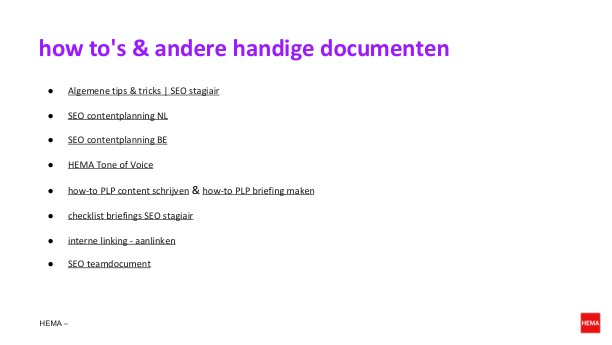 how to's & andere handige documenten
● Algemene tips & tricks | SEO stagiair
● SEO contentplanning NL
● SEO contentplanning BE
● HEMA Tone of Voice
● how-to PLP content schrijven & how-to PLP briefing maken
● checklist briefings SEO stagiair
● interne linking - aanlinken
● SEO teamdocument
HEMA –
HEMA